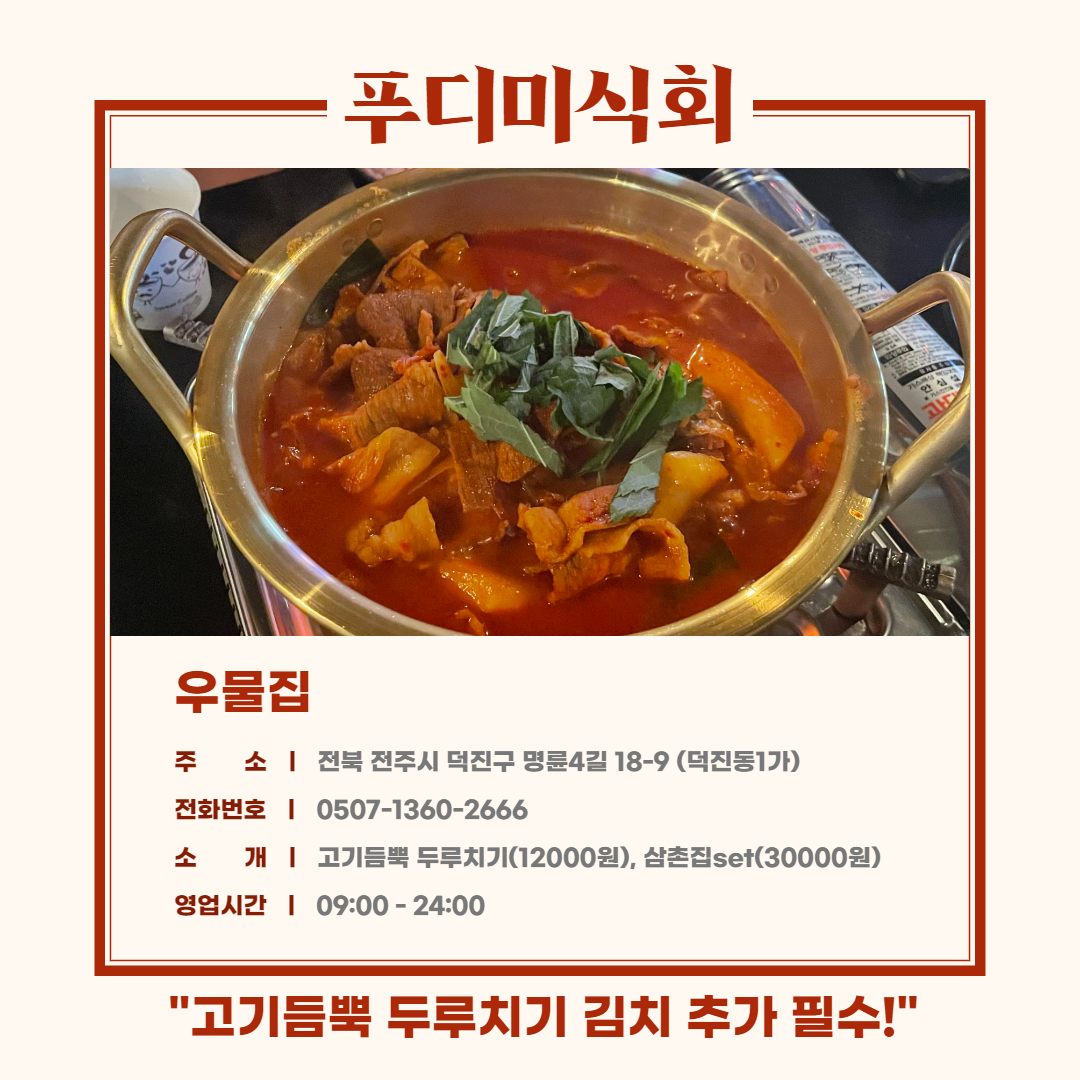 푸디미식회
안심설
우물집
주 소 | 전북 전주시 덕진구 명륜4길 18-9 (덕진동1가)
전화번호 | 0507-1360-2666
소 개 | 고기듬뿍 두루치기(12000원), 삼촌집set(30000원)
영업시간 | 09:00 - 24:00
"고기듬뿍 두루치기 김치 추가 필수!"